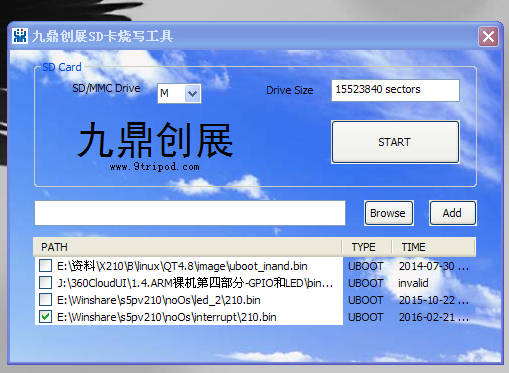 九鼎创展SD卡烧写工具
SD Card
SD/MMC Drive M Drive Size 15523840 sectors
九鼎创展
www.9tripod.com
START
Browse Add
PATH TYPE TIME
E:\资料\X210\B\linux\QT4.8\image\uboot_inand.bin UBOOT 2014-07-30 ...
J:\360CloudUI\1.4.ARM裸机第四部分-GPIO和LED\bin... UBOOT invalid
E:\Winshare\s5pv210\noOs\led_2\210.bin UBOOT 2015-10-22 ...
E:\Winshare\s5pv210\noOs\interrupt\210.bin UBOOT 2016-02-21 ...